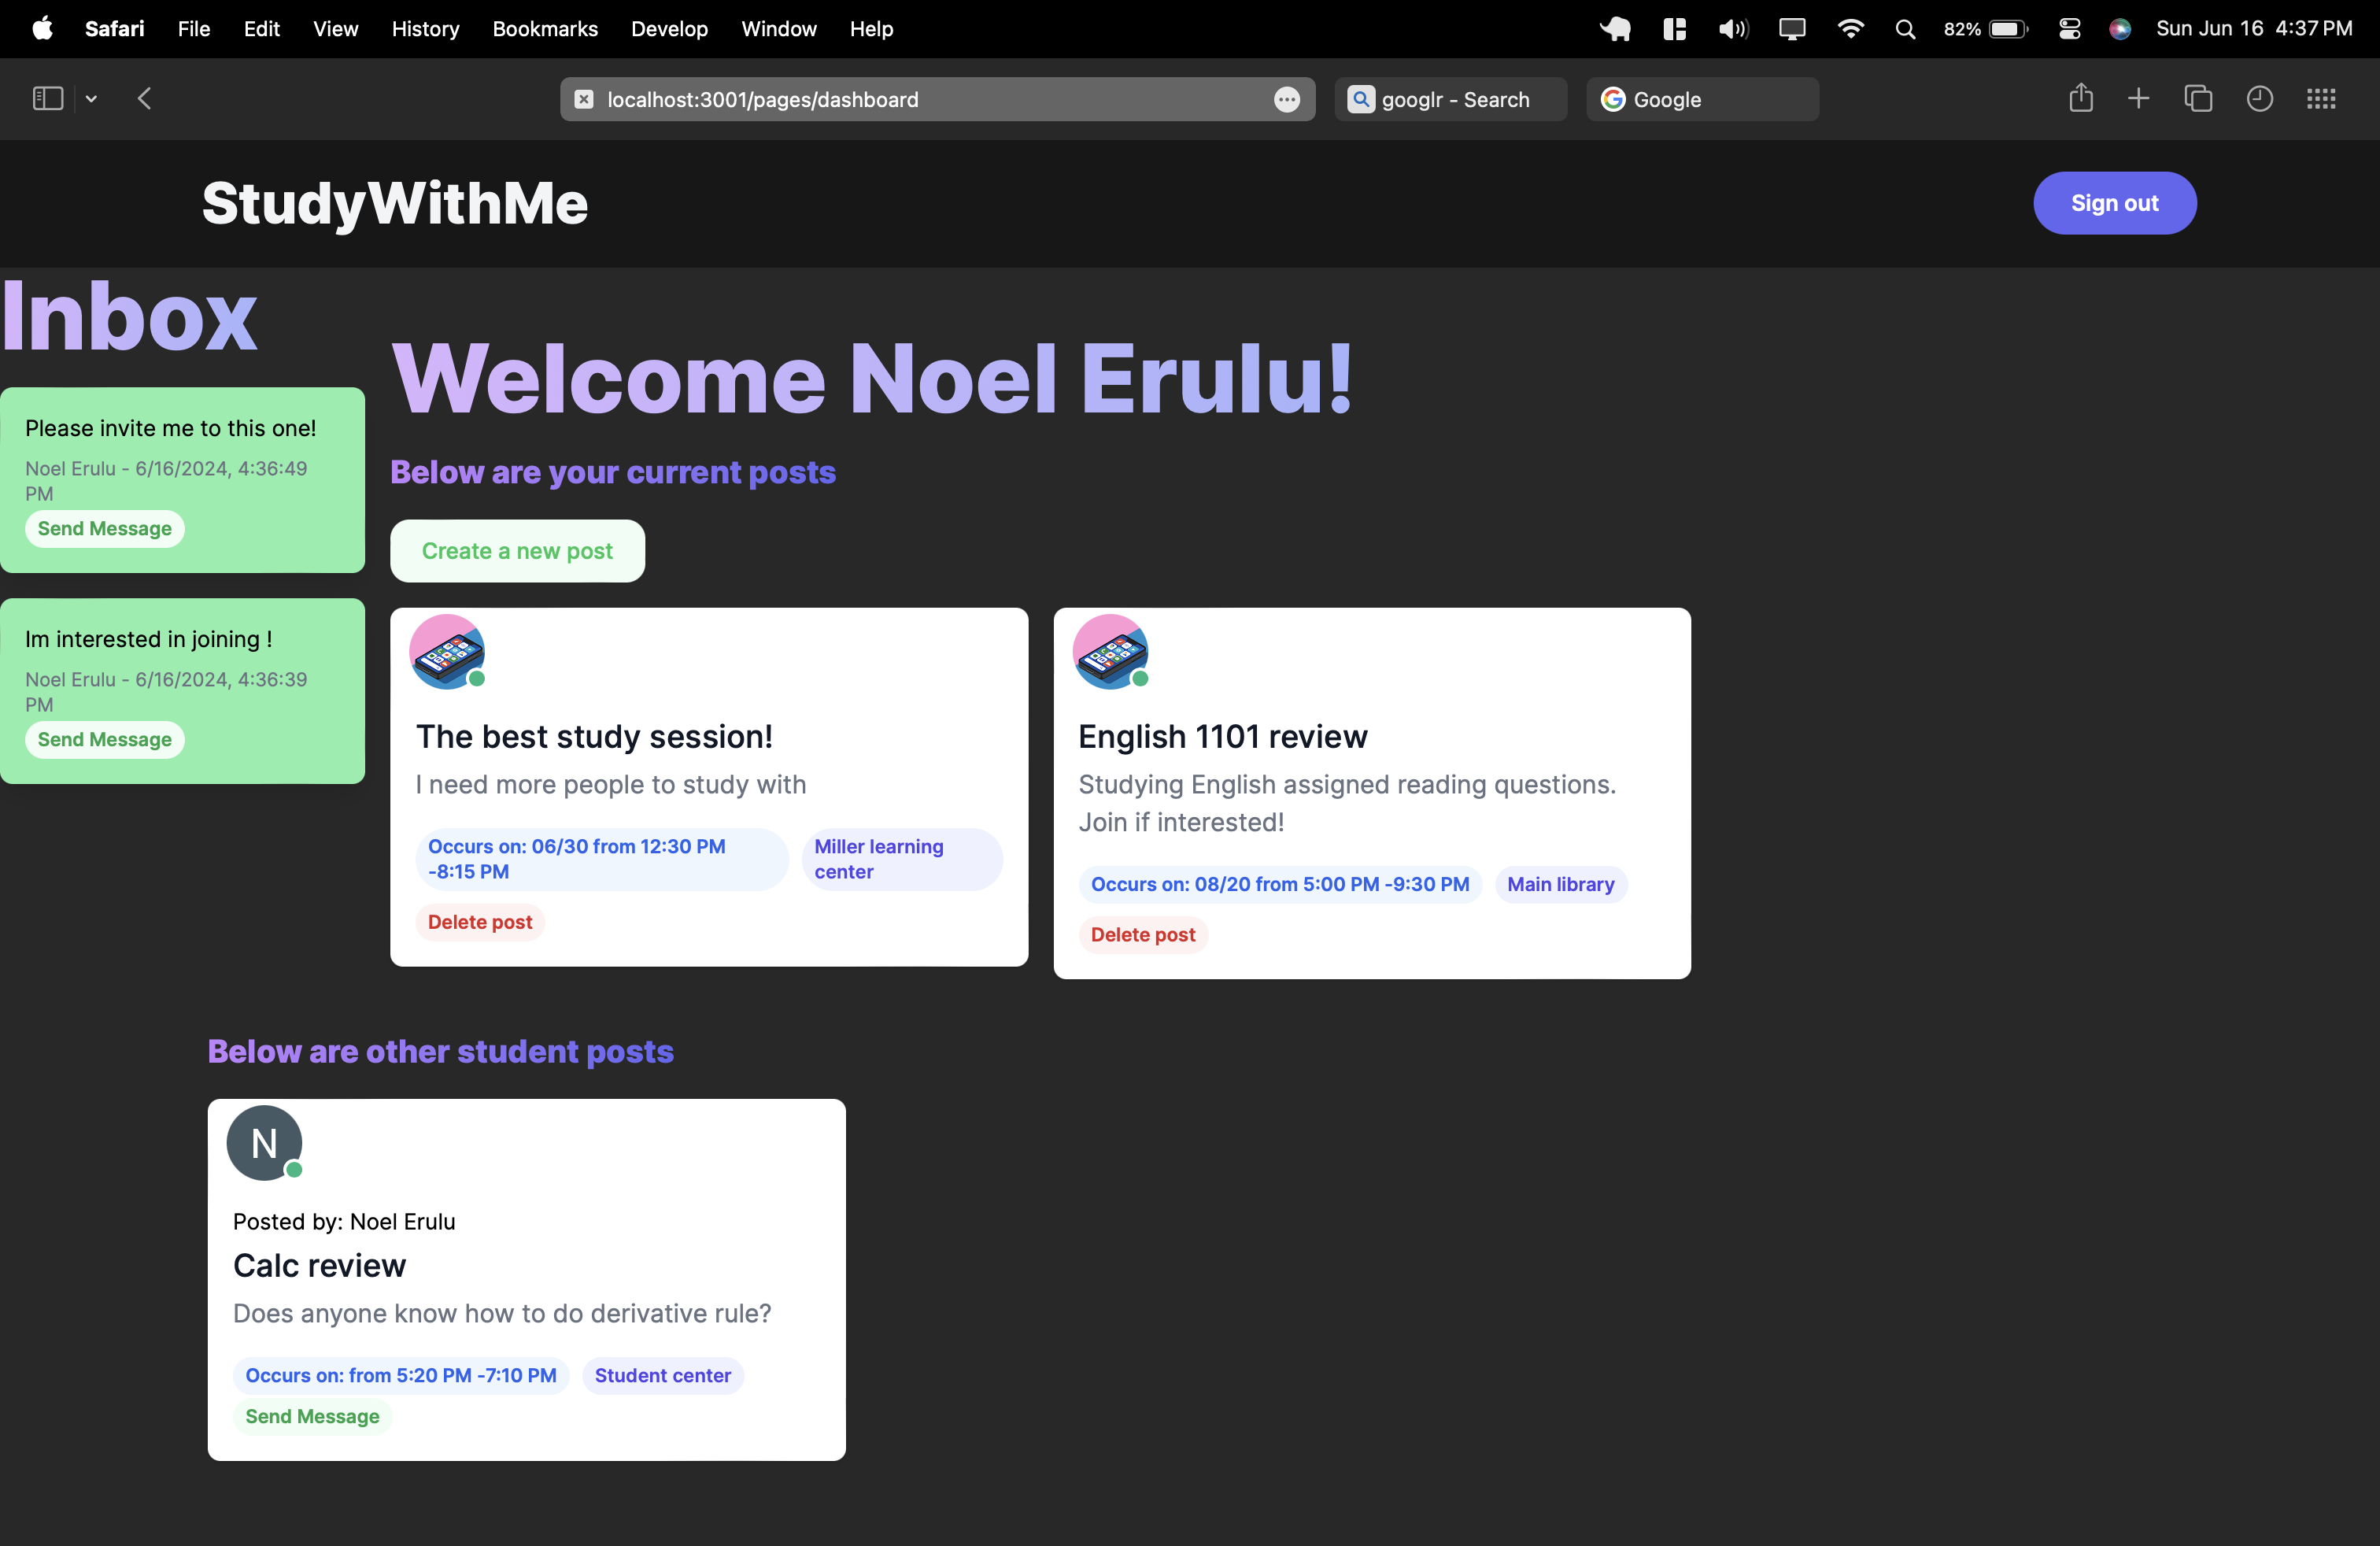 Safari File Edit View History Bookmarks Develop Window Help 82% Sun Jun 16 4:37 PM
localhost:3001/pages/dashboard googlr - Search Google
StudyWithMe Sign out
Inbox
Please invite me to this one!
Noel Erulu - 6/16/2024, 4:36:49
PM
Send Message
Im interested in joining !
Noel Erulu - 6/16/2024, 4:36:39
PM
Send Message
Welcome Noel Erulu!
Below are your current posts
Create a new post
The best study session!
I need more people to study with
Occurs on: 06/30 from 12:30 PM
-8:15 PM
Miller learning
center
Delete post
English 1101 review
Studying English assigned reading questions.
Join if interested!
Occurs on: 08/20 from 5:00 PM -9:30 PM Main library
Delete post
Below are other student posts
N
Posted by: Noel Erulu
Calc review
Does anyone know how to do derivative rule?
Occurs on: from 5:20 PM -7:10 PM Student center
Send Message